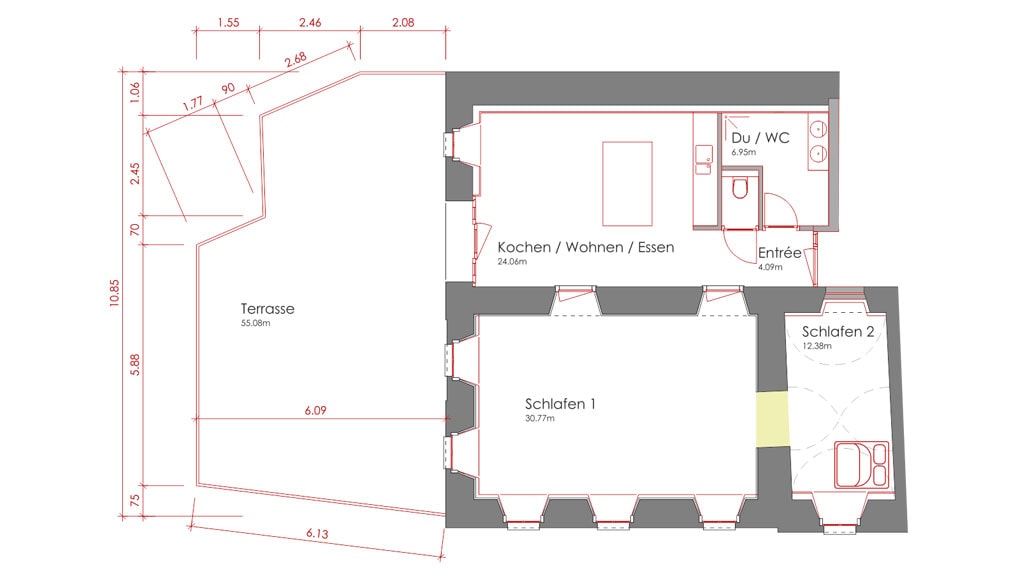 1.55
2.46
2.08
2.68
90
1.77
1.06
2.45
70
10.85
5.88
75
Du / WC
6.95m
Kochen / Wohnen / Essen
24.06m
Entrée
4.09m
Terrasse
55.08m
Schlafen 2
12.38m
Schlafen 1
30.77m
6.09
6.13